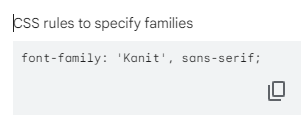 CSS rules to specify families
font-family: 'Kanit', sans-serif;